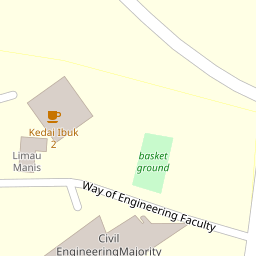 Kedai Ibuk
2
Limau
Manis
basket
ground
Way of Engineering Faculty
Civil
EngineeringMajority